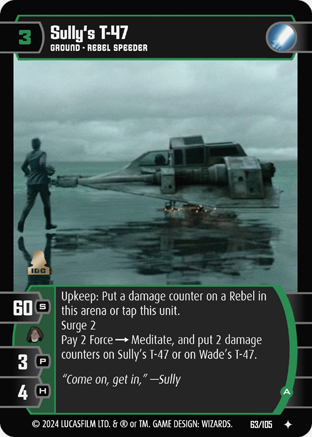 3
Sully's T-47
GROUND • REBEL SPEEDER
IDC
60 S
3 P
4 H
Upkeep: Put a damage counter on a Rebel in
this arena or tap this unit.
Surge 2
Pay 2 Force → Meditate, and put 2 damage
counters on Sully's T-47 or on Wade's T-47.
“Come on, get in,” —Sully
A
© 2024 LUCASFILM LTD. & ® or TM. GAME DESIGN: WIZARDS.
63/105